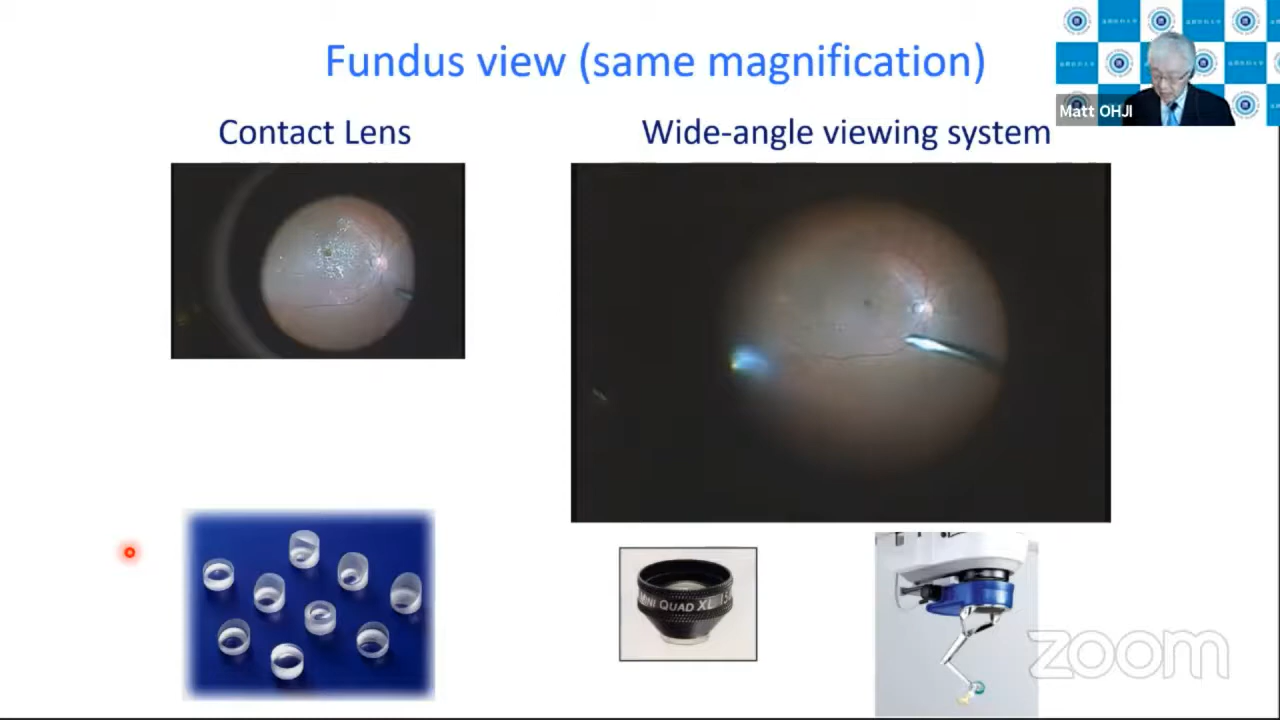 Fundus view (same magnification)
Matt OHJI
Contact Lens
Wide-angle viewing system
MINI QUAD XL
zoom